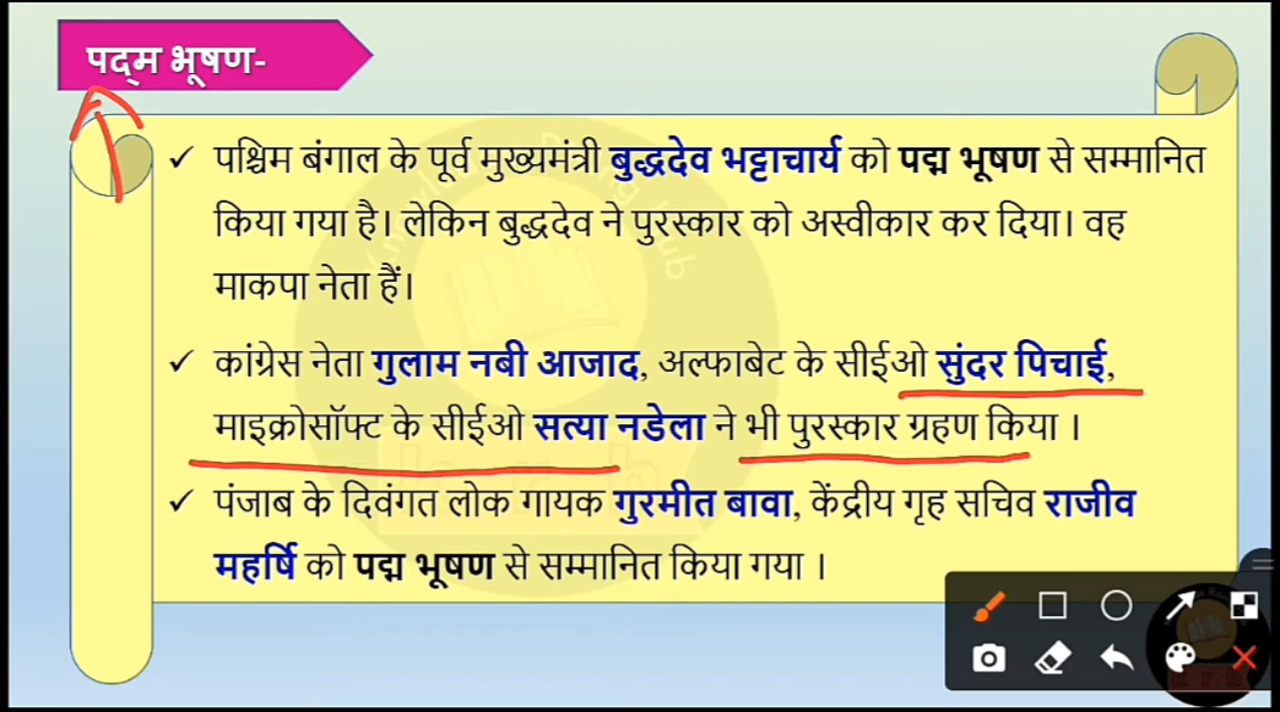 पद्म भूषण-
✓ पश्चिम बंगाल के पूर्व मुख्यमंत्री बुद्धदेव भट्टाचार्य को पद्म भूषण से सम्मानित
किया गया है। लेकिन बुद्धदेव ने पुरस्कार को अस्वीकार कर दिया। वह
माकपा नेता हैं।
✓ कांग्रेस नेता गुलाम नबी आजाद, अल्फाबेट के सीईओ सुंदर पिचाई,
माइक्रोसॉफ्ट के सीईओ सत्या नडेला ने भी पुरस्कार ग्रहण किया ।
✓ पंजाब के दिवंगत लोक गायक गुरमीत बावा, केंद्रीय गृह सचिव राजीव
महर्षि को पद्म भूषण से सम्मानित किया गया ।